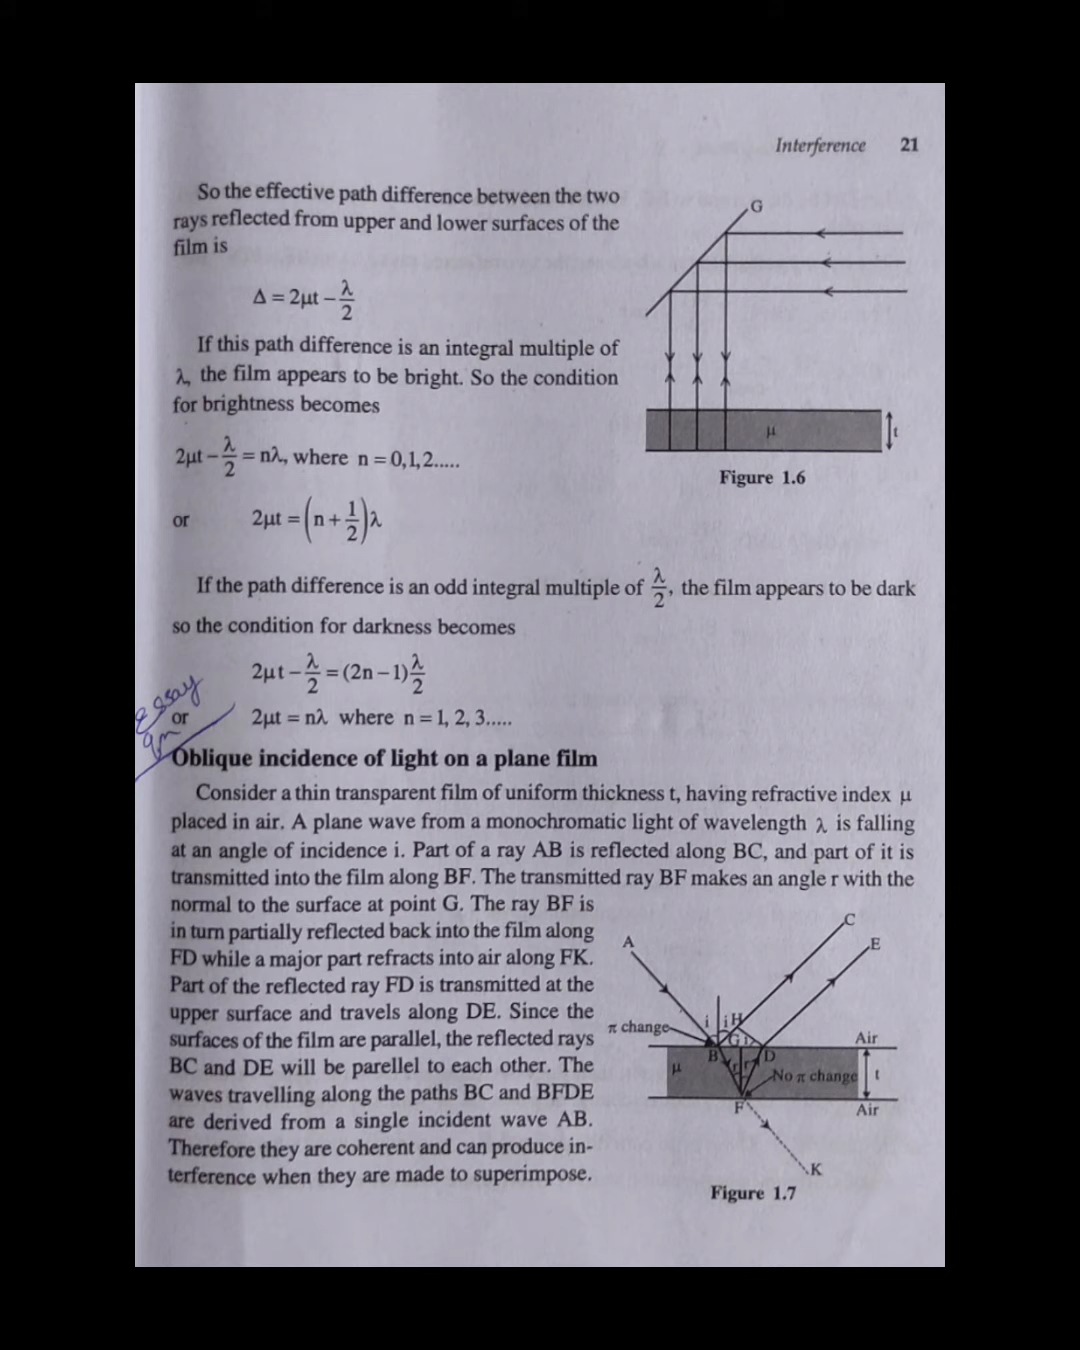 Interference 21
So the effective path difference between the two
rays reflected from upper and lower surfaces of the
film is
Δ = 2μt − λ/2
If this path difference is an integral multiple of
λ, the film appears to be bright. So the condition
for brightness becomes
2μt − λ/2 = nλ, where n = 0,1,2.....
or 2μt = (n + 1/2)λ
G
μ
t
Figure 1.6
If the path difference is an odd integral multiple of λ/2, the film appears to be dark
so the condition for darkness becomes
2μt − λ/2 = (2n − 1) λ/2
Essay
or 2μt = nλ where n = 1, 2, 3.....
qn
Oblique incidence of light on a plane film
Consider a thin transparent film of uniform thickness t, having refractive index μ
placed in air. A plane wave from a monochromatic light of wavelength λ is falling
at an angle of incidence i. Part of a ray AB is reflected along BC, and part of it is
transmitted into the film along BF. The transmitted ray BF makes an angle r with the
normal to the surface at point G. The ray BF is
in turn partially reflected back into the film along
FD while a major part refracts into air along FK.
Part of the reflected ray FD is transmitted at the
upper surface and travels along DE. Since the
surfaces of the film are parallel, the reflected rays
BC and DE will be parellel to each other. The
waves travelling along the paths BC and BFDE
are derived from a single incident wave AB.
Therefore they are coherent and can produce in-
terference when they are made to superimpose.
A
C
E
i i H
π change
G i
Air
B
D
μ
r r
No π change
t
F
Air
K
Figure 1.7